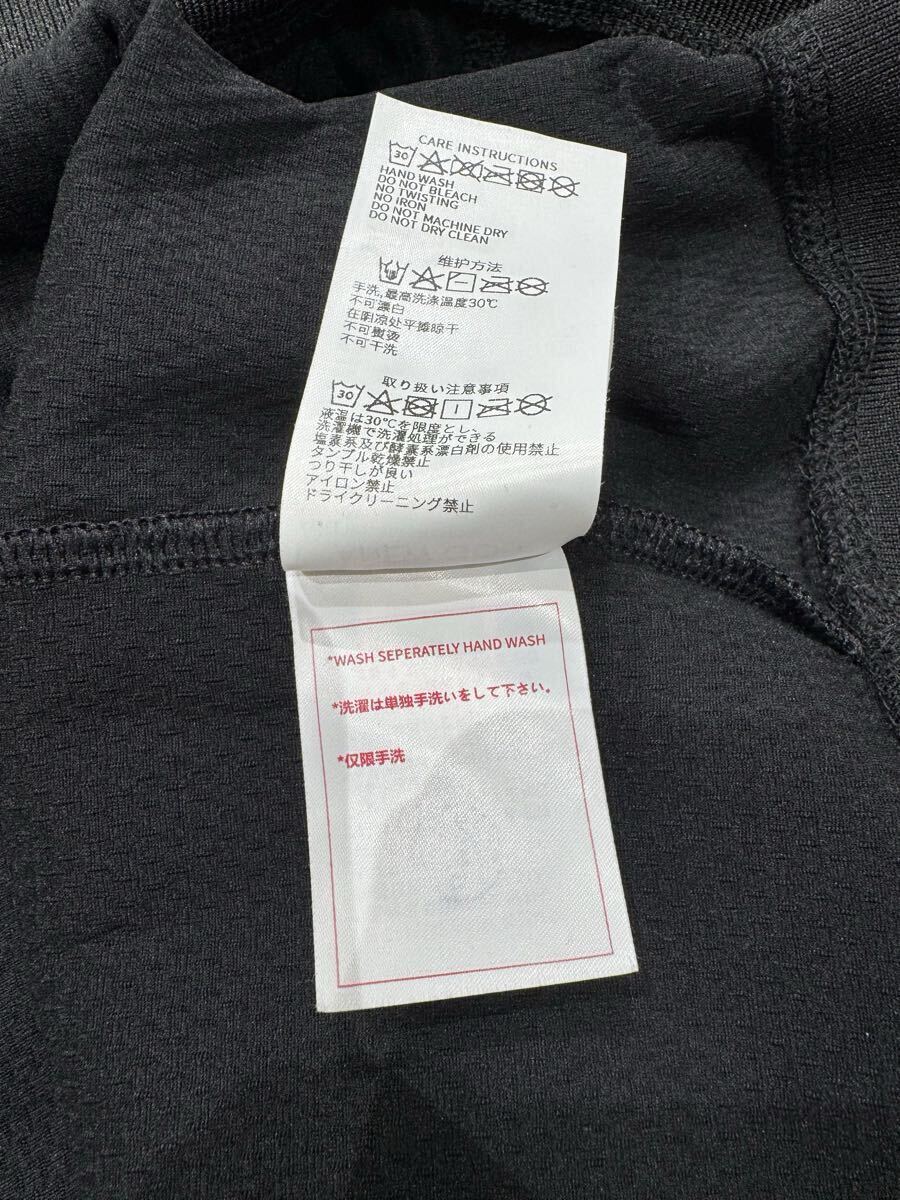 CARE INSTRUCTIONS
30
HAND WASH
DO NOT BLEACH
NO TWISTING
NO IRON
DO NOT MACHINE DRY
DO NOT DRY CLEAN
维护方法
手洗,最高洗涤温度30℃
不可漂白
在阴凉处平摊晾干
不可熨烫
不可干洗
取り扱い注意事項
30
液温は30℃を限度とし、
洗濯機で洗濯処理ができる
塩素系及び酵素系漂白剤の使用禁止
タンブル乾燥禁止
つり干しが良い
アイロン禁止
ドライクリーニング禁止
*WASH SEPERATELY HAND WASH
*洗濯は単独手洗いをして下さい。
*仅限手洗